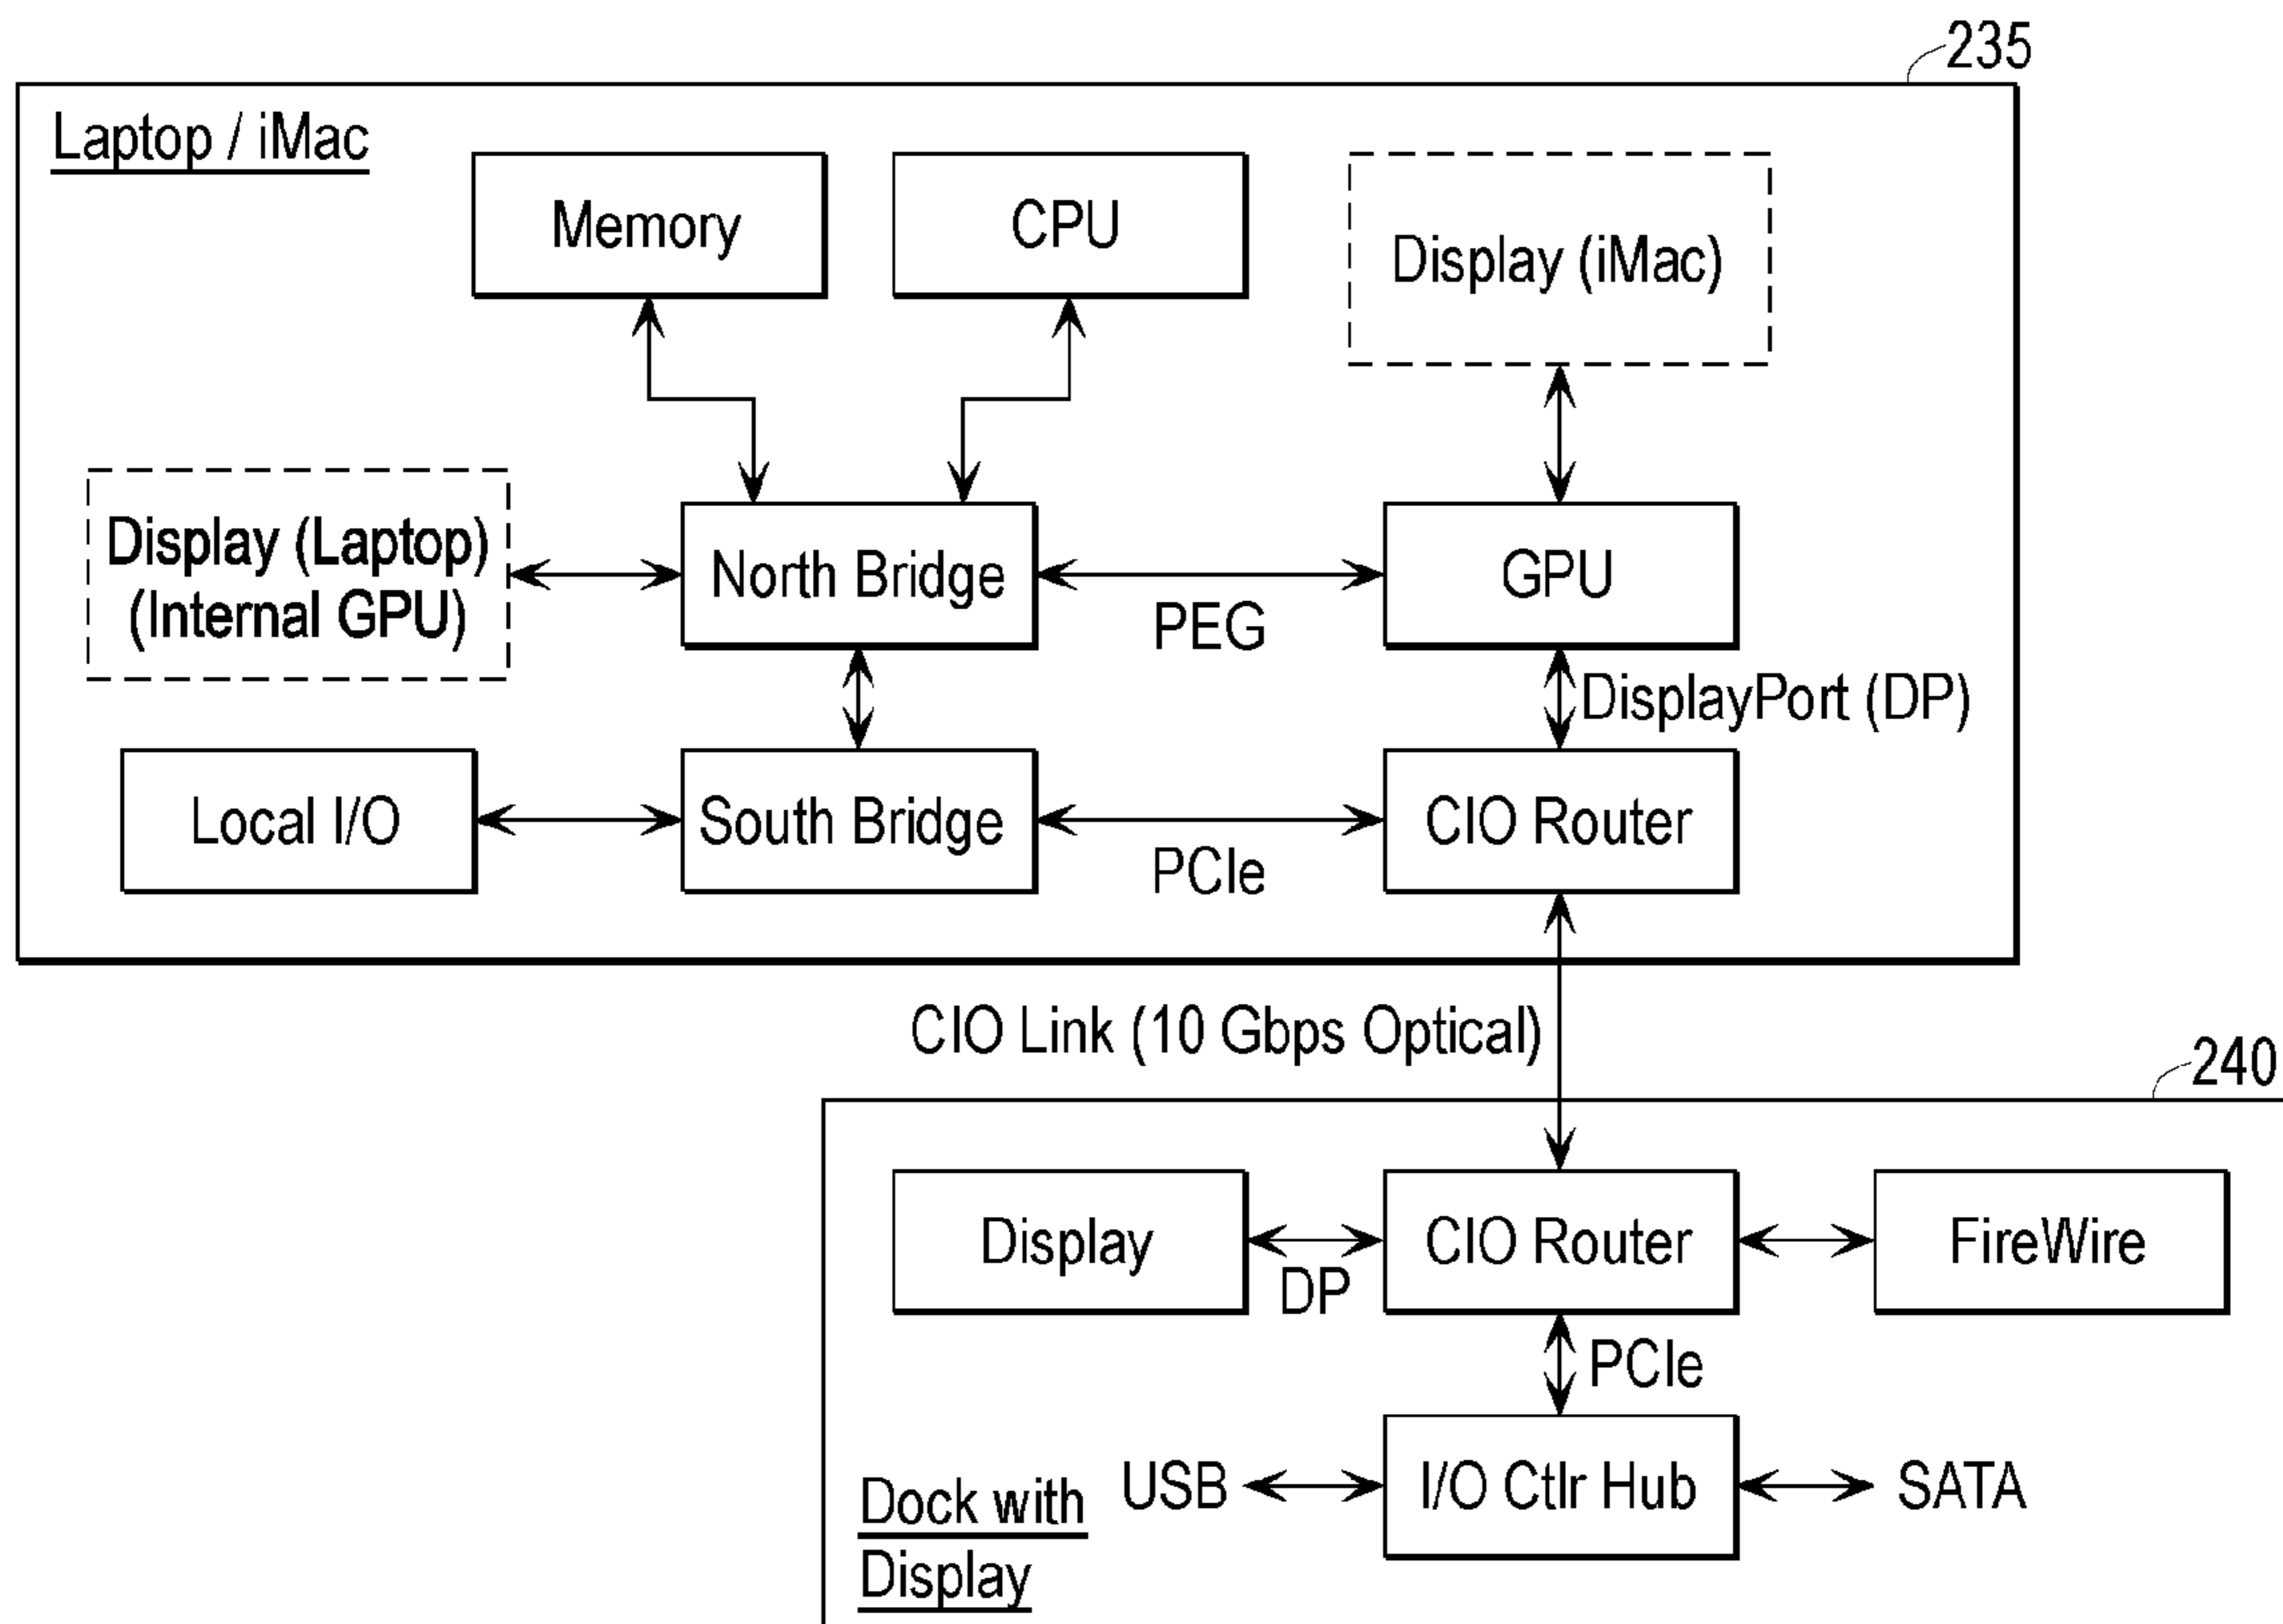 235
Laptop / iMac
Memory
CPU
Display (iMac)
Display (Laptop)
(Internal GPU)
North Bridge
PEG
GPU
DisplayPort (DP)
Local I/O
South Bridge
PCIe
CIO Router
CIO Link (10 Gbps Optical)
240
Display
DP
CIO Router
FireWire
PCIe
USB
I/O Ctlr Hub
SATA
Dock with
Display